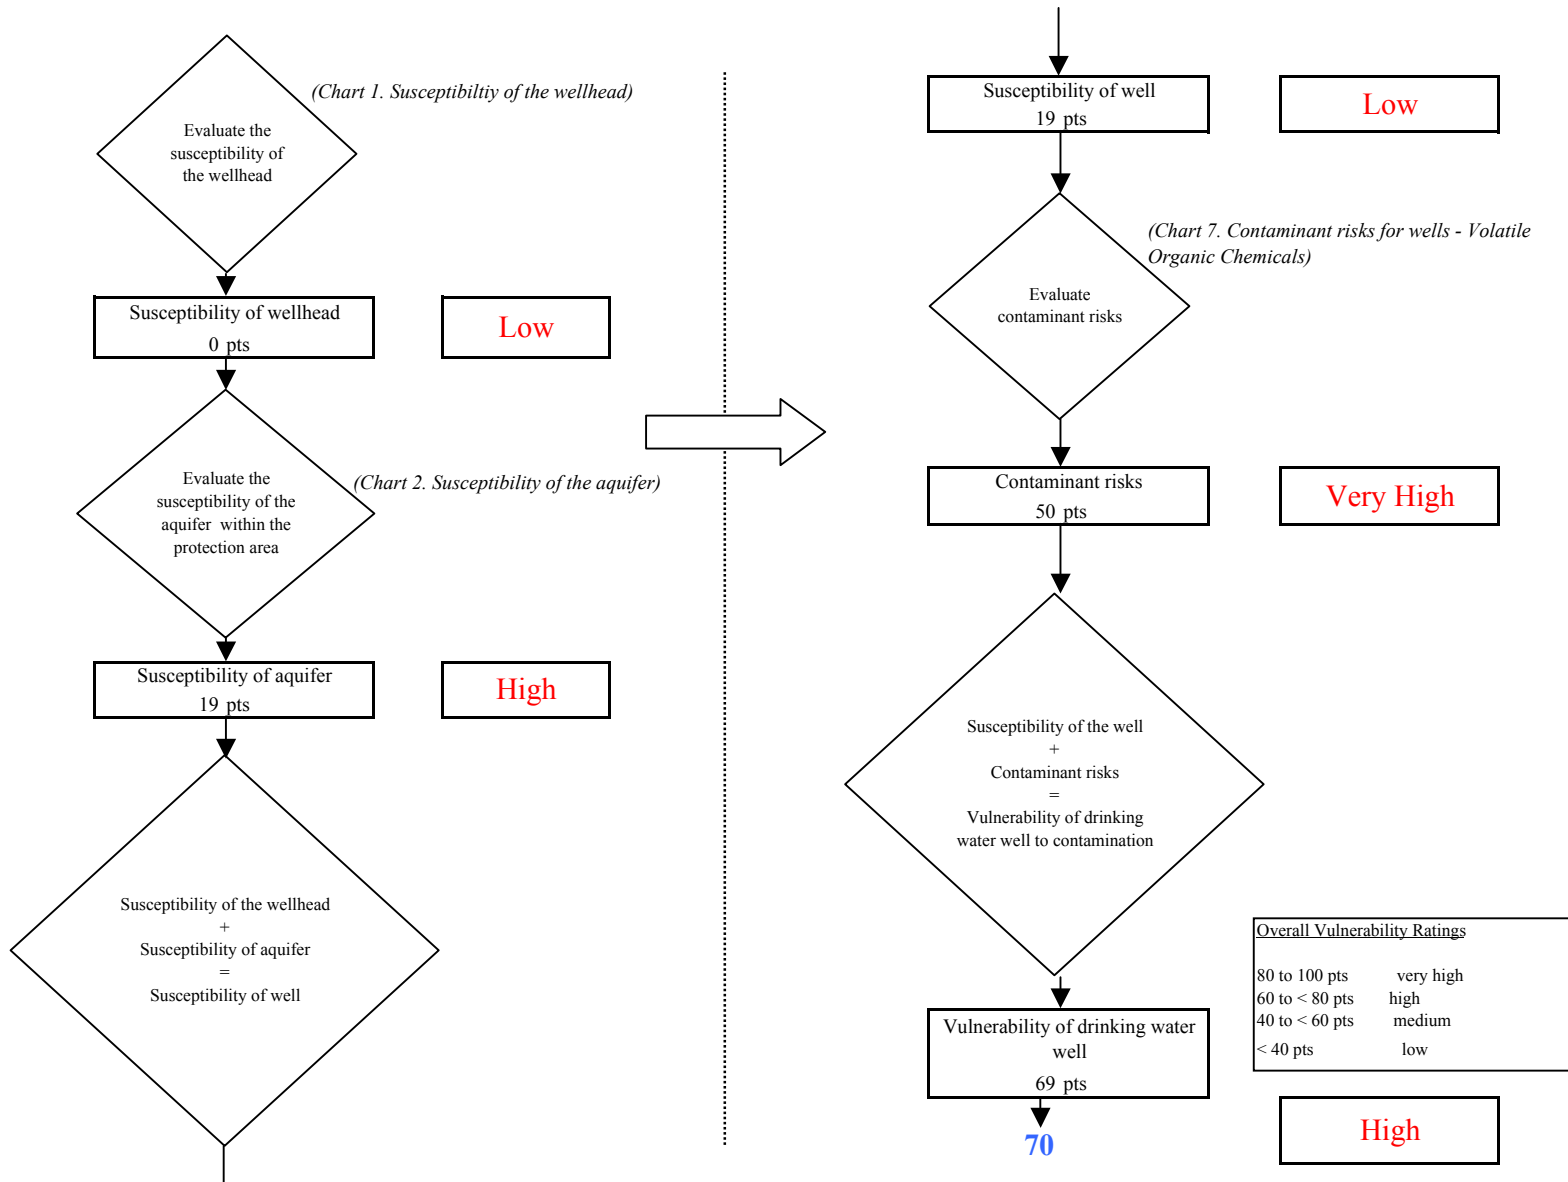 (Chart 1. Susceptibiltiy of the wellhead)
Evaluate the
susceptibility of
the wellhead
Susceptibility of wellhead
0 pts
Low
Evaluate the
susceptibility of the
aquifer within the
protection area
(Chart 2. Susceptibility of the aquifer)
Susceptibility of aquifer
19 pts
High
Susceptibility of the wellhead
+
Susceptibility of aquifer
=
Susceptibility of well
Susceptibility of well
19 pts
Low
(Chart 7. Contaminant risks for wells - Volatile
Organic Chemicals)
Evaluate
contaminant risks
Contaminant risks
50 pts
Very High
Susceptibility of the well
+
Contaminant risks
=
Vulnerability of drinking
water well to contamination
Overall Vulnerability Ratings
80 to 100 pts very high
60 to < 80 pts high
40 to < 60 pts medium
< 40 pts low
Vulnerability of drinking water
well
69 pts
70
High